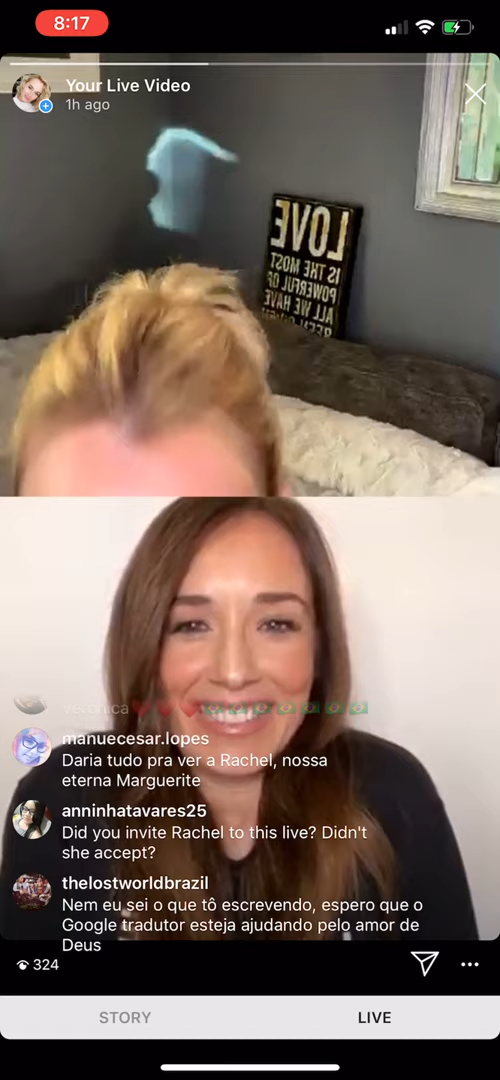 8:17
Your Live Video
1h ago
LOVE
IS THE MOST
POWERFUL OF
ALL WE HAVE
BEEN
veronica❤️❤️❤️🇧🇷🇧🇷🇧🇷🇧🇷🇧🇷🇧🇷🇧🇷
manuecesar.lopes
Daria tudo pra ver a Rachel, nossa
eterna Marguerite
anninhatavares25
Did you invite Rachel to this live? Didn't
she accept?
thelostworldbrazil
Nem eu sei o que tô escrevendo, espero que o
Google tradutor esteja ajudando pelo amor de
Deus
324
STORY
LIVE